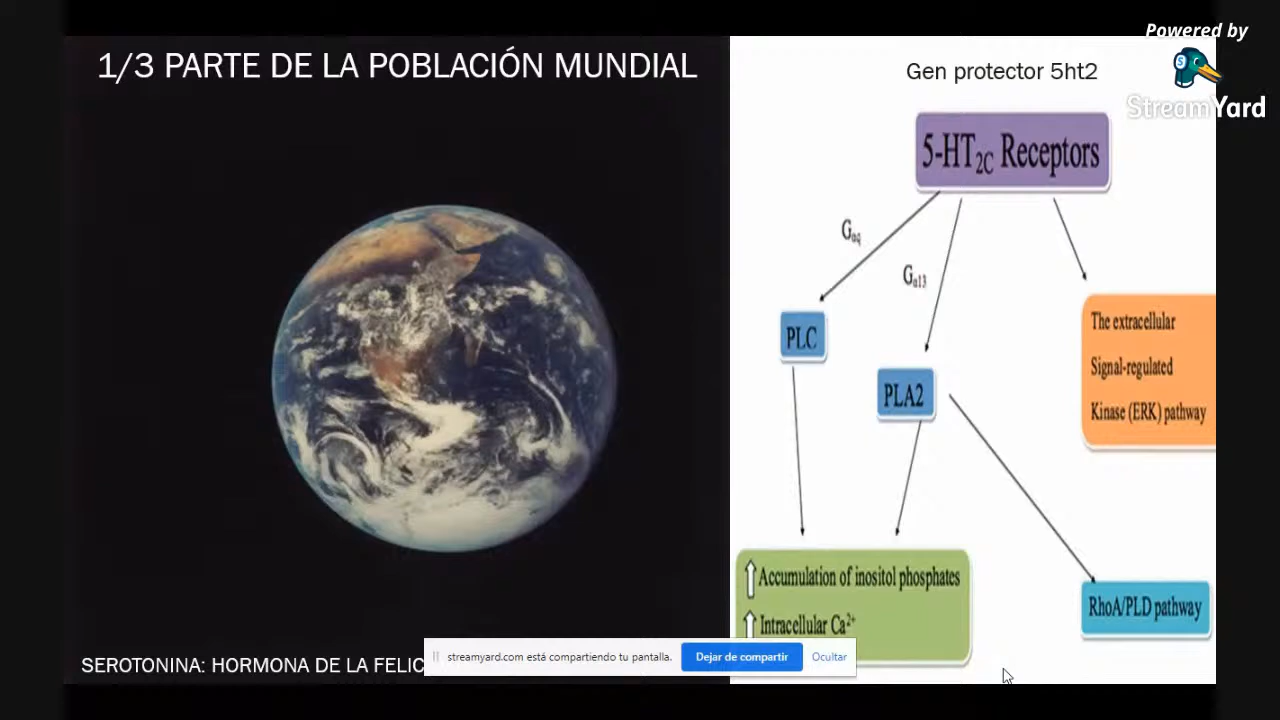 Powered by
StreamYard
1/3 PARTE DE LA POBLACIÓN MUNDIAL
Gen protector 5ht2
5-HT2C Receptors
Gαq
Gα13
PLC
PLA2
The extracellular
Signal-regulated
Kinase (ERK) pathway
Accumulation of inositol phosphates
Intracellular Ca2+
RhoA/PLD pathway
SEROTONINA: HORMONA DE LA FELIC
streamyard.com está compartiendo tu pantalla.
Dejar de compartir
Ocultar